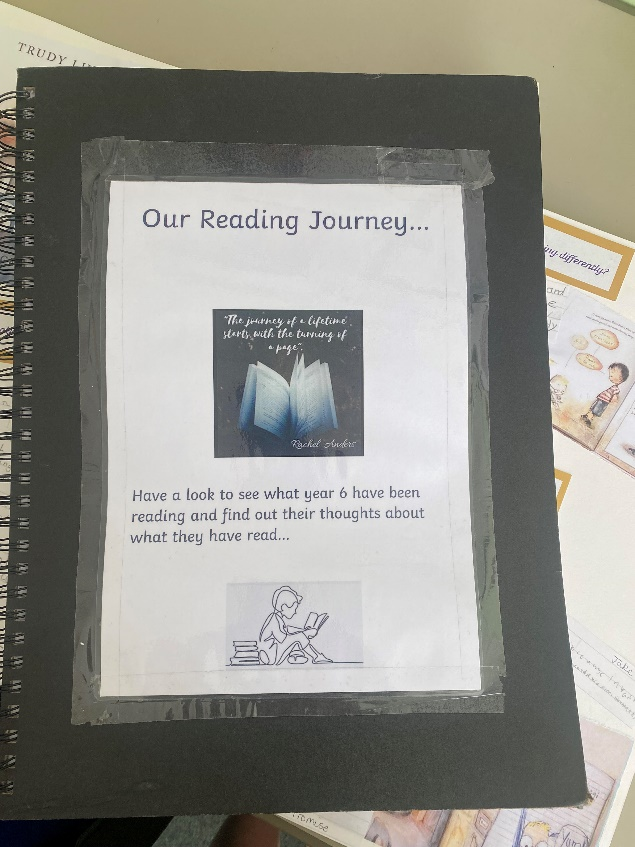 TRUDY
Our Reading Journey...
"The journey of a lifetime
starts with the turning of
a page".
Rachel Anders
Have a look to see what year 6 have been
reading and find out their thoughts about
what they have read...
differently?
and